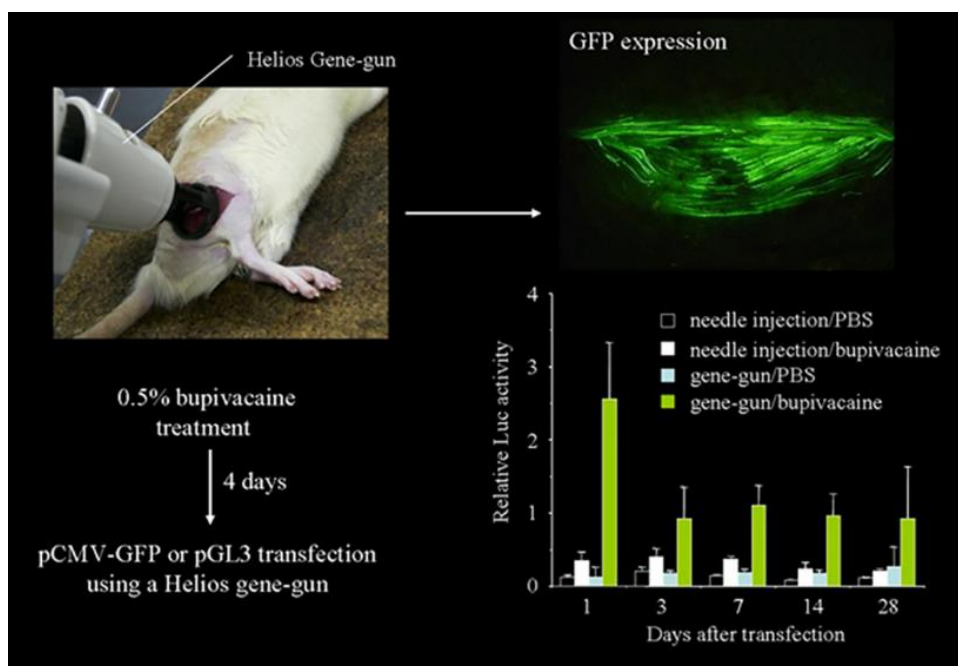 Helios Gene-gun
GFP expression
0.5% bupivacaine
treatment
4 days
pCMV-GFP or pGL3 transfection
using a Helios gene-gun
needle injection/PBS
needle injection/bupivacaine
gene-gun/PBS
gene-gun/bupivacaine
Relative Luc activity
4
3
2
1
0
1 3 7 14 28
Days after transfection